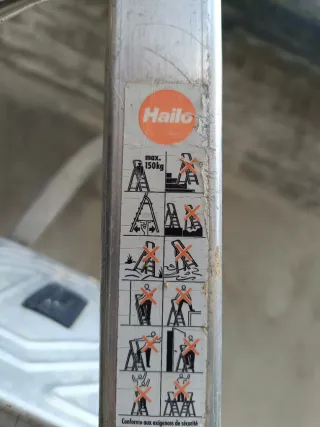 Hailo
max.
150kg
Conforme aux exigences de sécurité